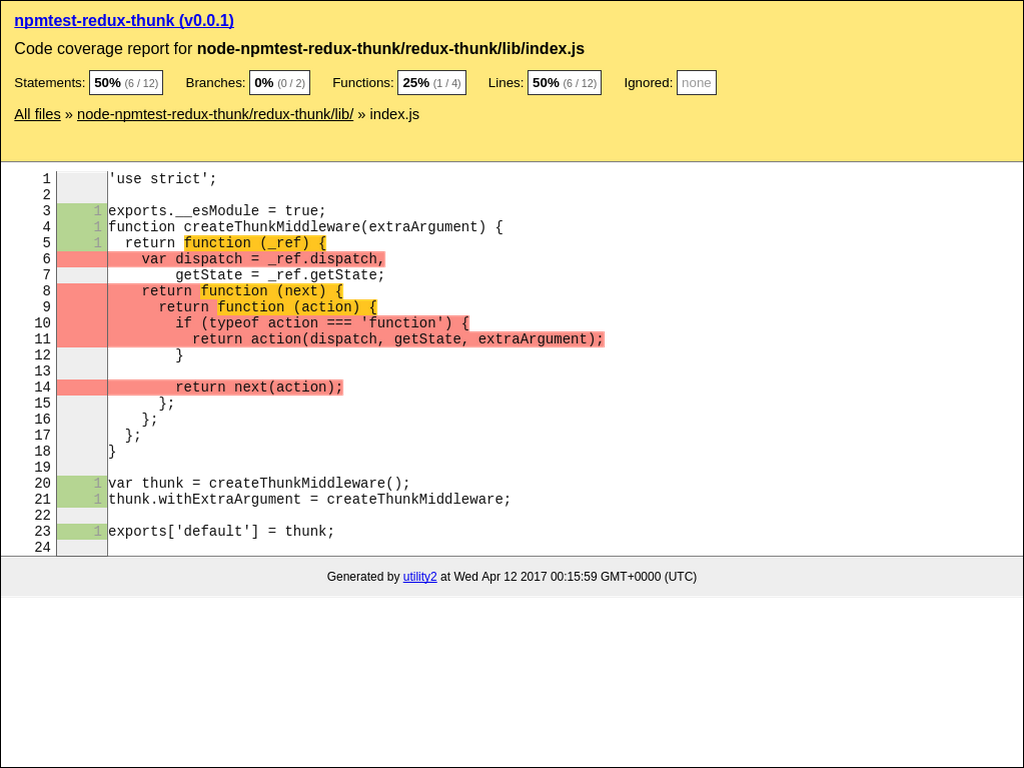 npmtest-redux-thunk (v0.0.1)
Code coverage report for node-npmtest-redux-thunk/redux-thunk/lib/index.js
Statements: 50% (6 / 12) Branches: 0% (0 / 2) Functions: 25% (1 / 4) Lines: 50% (6 / 12) Ignored: none
All files » node-npmtest-redux-thunk/redux-thunk/lib/ » index.js
1 'use strict';
2
3 1 exports.__esModule = true;
4 1 function createThunkMiddleware(extraArgument) {
5 1   return function (_ref) {
6     var dispatch = _ref.dispatch,
7         getState = _ref.getState;
8     return function (next) {
9       return function (action) {
10         if (typeof action === 'function') {
11           return action(dispatch, getState, extraArgument);
12         }
13
14         return next(action);
15       };
16     };
17   };
18 }
19
20 1 var thunk = createThunkMiddleware();
21 1 thunk.withExtraArgument = createThunkMiddleware;
22
23 1 exports['default'] = thunk;
24
Generated by utility2 at Wed Apr 12 2017 00:15:59 GMT+0000 (UTC)